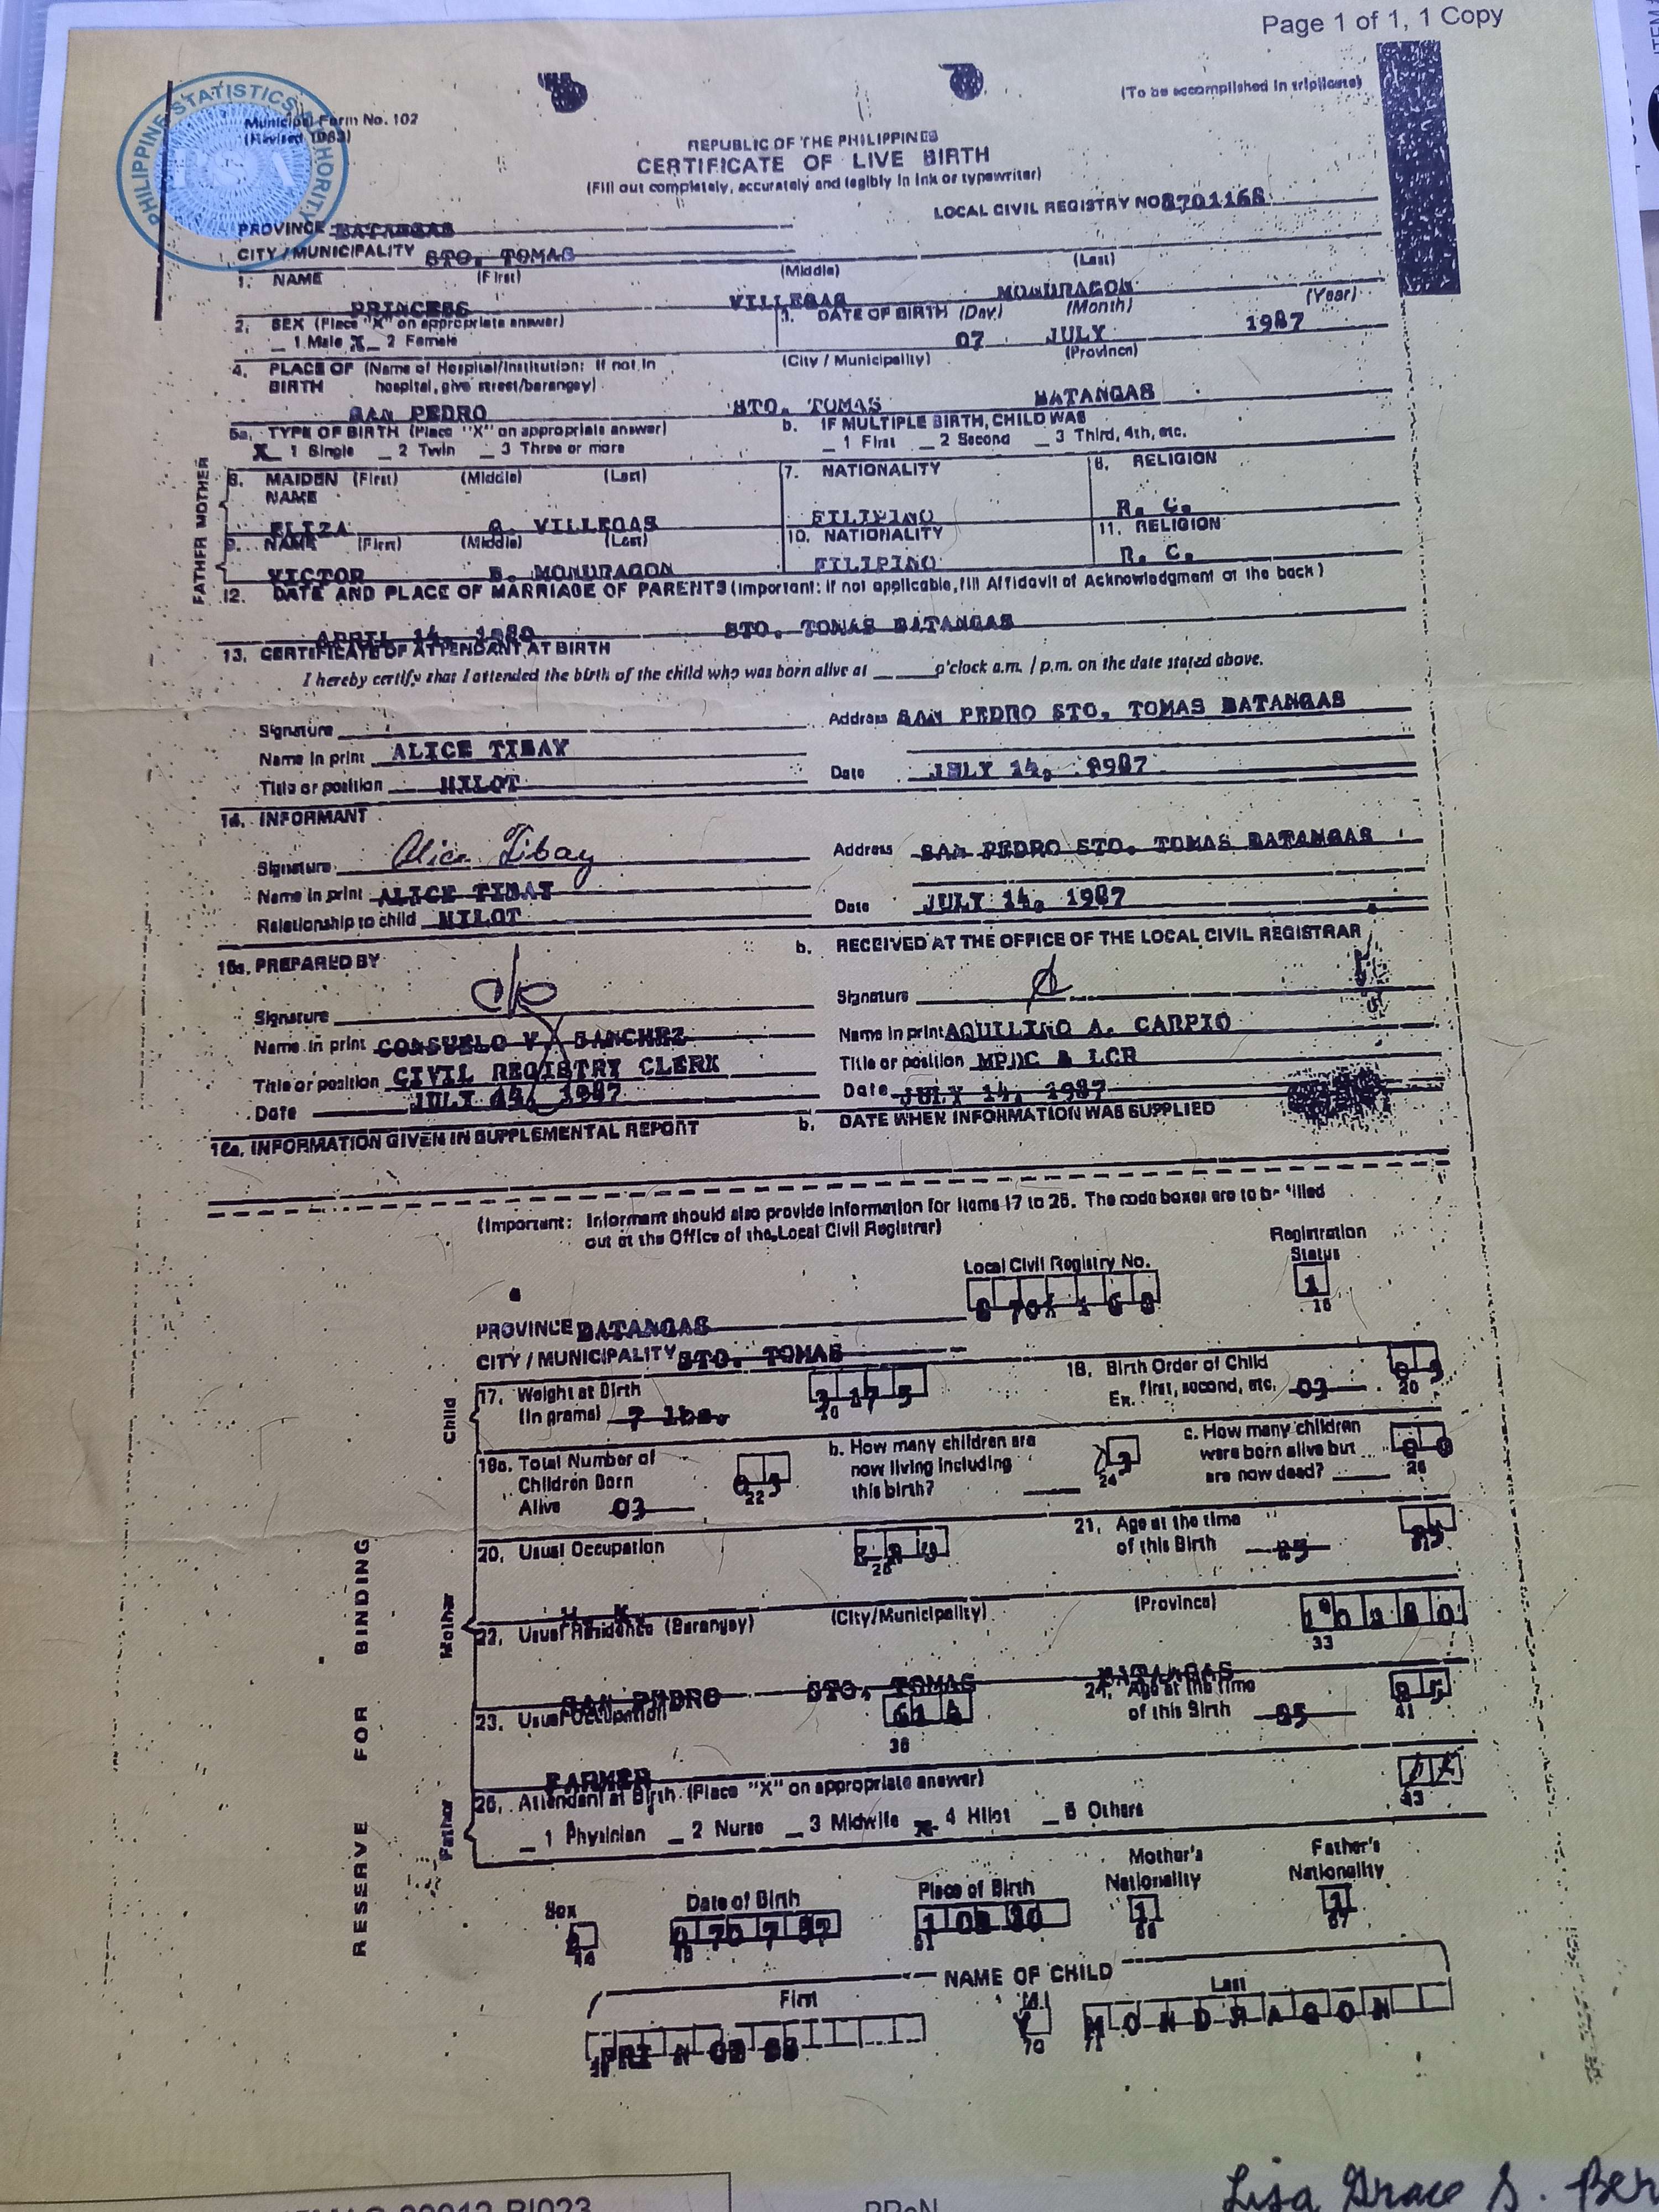 Page 1 of 1, 1 Copy
(To be accomplished in triplicate)
PHILIPPINE STATISTICS AUTHORITY
PSA
Municipal Form No. 102
(Revised 1983)
REPUBLIC OF THE PHILIPPINES
CERTIFICATE OF LIVE BIRTH
(Fill out completely, accurately and legibly in ink or typewriter)
LOCAL CIVIL REGISTRY NO 8701168
PROVINCE BATANGAS
CITY / MUNICIPALITY STO. TOMAS
1. NAME (First) (Middle) (Last)
PRINCESS VILLEGAS MONDRAGON
2. SEX (Place "X" on appropriate answer) 3. DATE OF BIRTH (Day) (Month) (Year)
_ 1 Male X_ 2 Female 07 JULY 1987
4. PLACE OF (Name of Hospital/Institution: if not in (City / Municipality) (Province)
BIRTH hospital, give street/barangay)
SAN PEDRO STO. TOMAS BATANGAS
5a. TYPE OF BIRTH (Place "X" on appropriate answer) b. IF MULTIPLE BIRTH, CHILD WAS
X_ 1 Single _ 2 Twin _ 3 Three or more _ 1 First _ 2 Second _ 3 Third, 4th, etc.
FATHER MOTHER
6. MAIDEN (First) (Middle) (Last) 7. NATIONALITY 8. RELIGION
NAME
ELIZA G. VILLEGAS FILIPINO R. C.
9. NAME (First) (Middle) (Last) 10. NATIONALITY 11. RELIGION
VICTOR B. MONDRAGON FILIPINO R. C.
12. DATE AND PLACE OF MARRIAGE OF PARENTS (Important: if not applicable, fill Affidavit of Acknowledgment at the back)
APRIL 14, STO. TOMAS BATANGAS
13. CERTIFICATE OF ATTENDANT AT BIRTH
I hereby certify that I attended the birth of the child who was born alive at ______ o'clock a.m. / p.m. on the date stated above.
Signature Address SAN PEDRO STO. TOMAS BATANGAS
Name in print ALICE TIBAY
Title or position HILOT Date JULY 14, 1987
14. INFORMANT
Signature Alice Tibay Address SAN PEDRO STO. TOMAS BATANGAS
Name in print ALICE TIBAY
Relationship to child HILOT Date JULY 14, 1987
15a. PREPARED BY b. RECEIVED AT THE OFFICE OF THE LOCAL CIVIL REGISTRAR
Signature Signature
Name in print CONSUELO V. SANCHEZ Name in print AQUILINO A. CARPIO
Title or position CIVIL REGISTRY CLERK Title or position MPDC & LCR
Date JULY 14, 1987 Date JULY 14, 1987
16a. INFORMATION GIVEN IN SUPPLEMENTAL REPORT b. DATE WHEN INFORMATION WAS SUPPLIED
(Important: Informant should also provide information for items 17 to 25. The code boxes are to be filled
out at the Office of the Local Civil Registrar)
Local Civil Registry No. Registration Status
8701168 1
16
PROVINCE BATANGAS
CITY / MUNICIPALITY STO. TOMAS
Child
17. Weight at Birth 3175 18. Birth Order of Child
(in grams) 7 lbs. Ex. first, second, etc. 03 03
20
19a. Total Number of b. How many children are c. How many children
Children Born now living including were born alive but
Alive 03 this birth? are now dead?
03 22 24 26
20. Usual Occupation 21. Age at the time
28 of this Birth 25
H. K.
Mother
22. Usual Residence (Barangay) (City/Municipality) (Province)
33
SAN PEDRO STO. TOMAS BATANGAS
23. Usual Occupation 24. Age at the time
38 of this Birth 41
FARMER
Father
25. Attendant at Birth (Place "X" on appropriate answer)
43
_ 1 Physician _ 2 Nurse _ 3 Midwife X 4 Hilot _ 5 Others
RESERVE FOR BINDING
Sex Date of Birth Place of Birth Mother's Nationality Father's Nationality
070787 1 1
NAME OF CHILD
First M.I Last
PRINCESS V MONDRAGON
70 71
Lisa Grace S.